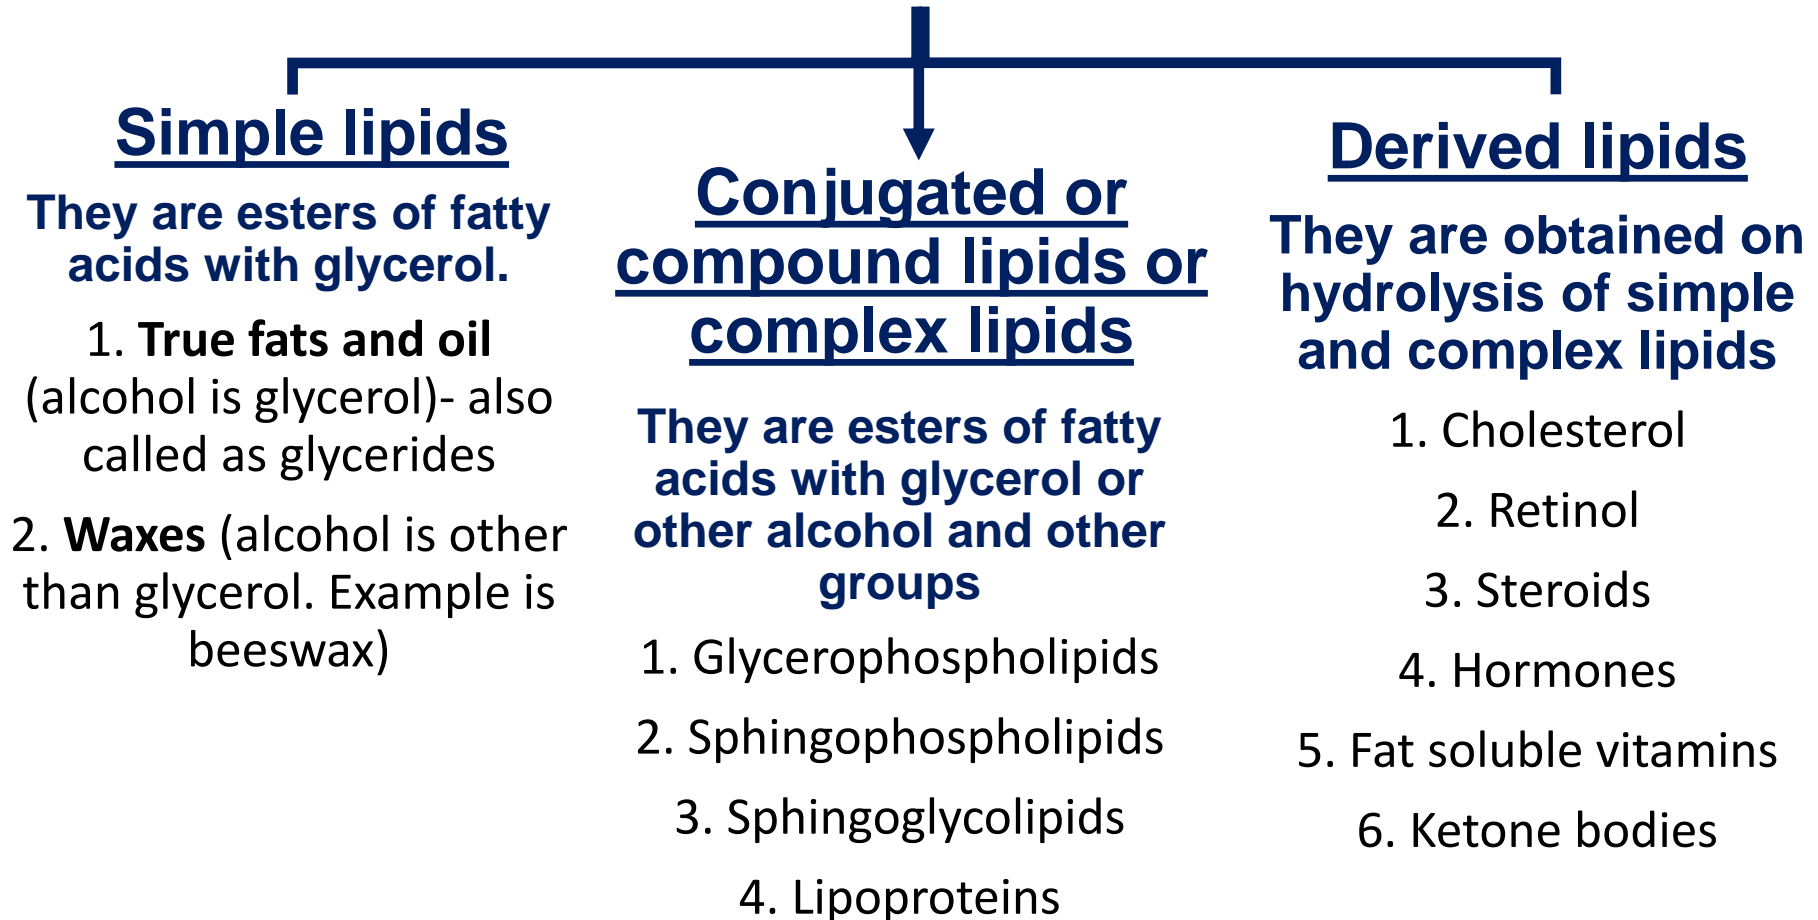 Simple lipids
They are esters of fatty
acids with glycerol.
1. True fats and oil
(alcohol is glycerol)- also
called as glycerides
2. Waxes (alcohol is other
than glycerol. Example is
beeswax)
Conjugated or
compound lipids or
complex lipids
They are esters of fatty
acids with glycerol or
other alcohol and other
groups
1. Glycerophospholipids
2. Sphingophospholipids
3. Sphingoglycolipids
4. Lipoproteins
Derived lipids
They are obtained on
hydrolysis of simple
and complex lipids
1. Cholesterol
2. Retinol
3. Steroids
4. Hormones
5. Fat soluble vitamins
6. Ketone bodies